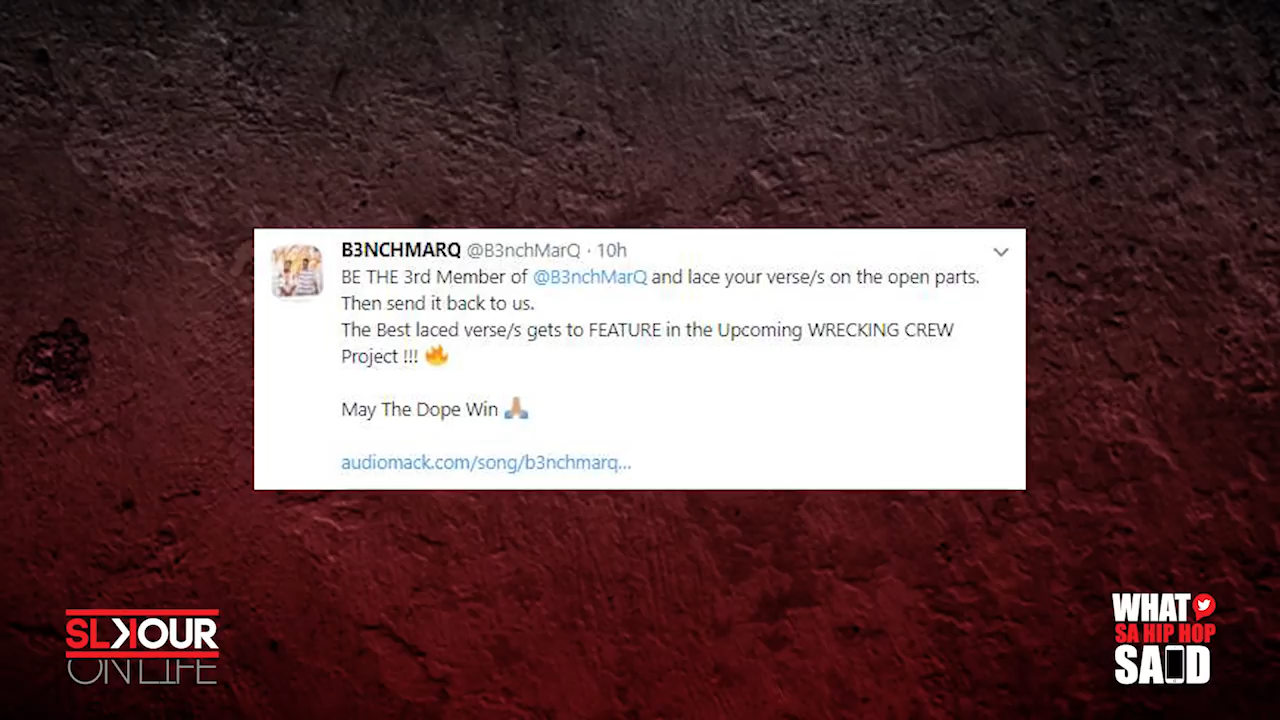 B3NCHMARQ @B3nchMarQ · 10h
BE THE 3rd Member of @B3nchMarQ and lace your verse/s on the open parts.
Then send it back to us.
The Best laced verse/s gets to FEATURE in the Upcoming WRECKING CREW
Project !!! 🔥
May The Dope Win 🙏🏽
audiomack.com/song/b3nchmarq...
SLKOUR
ON LIFE
WHAT
SA HIP HOP
SAID